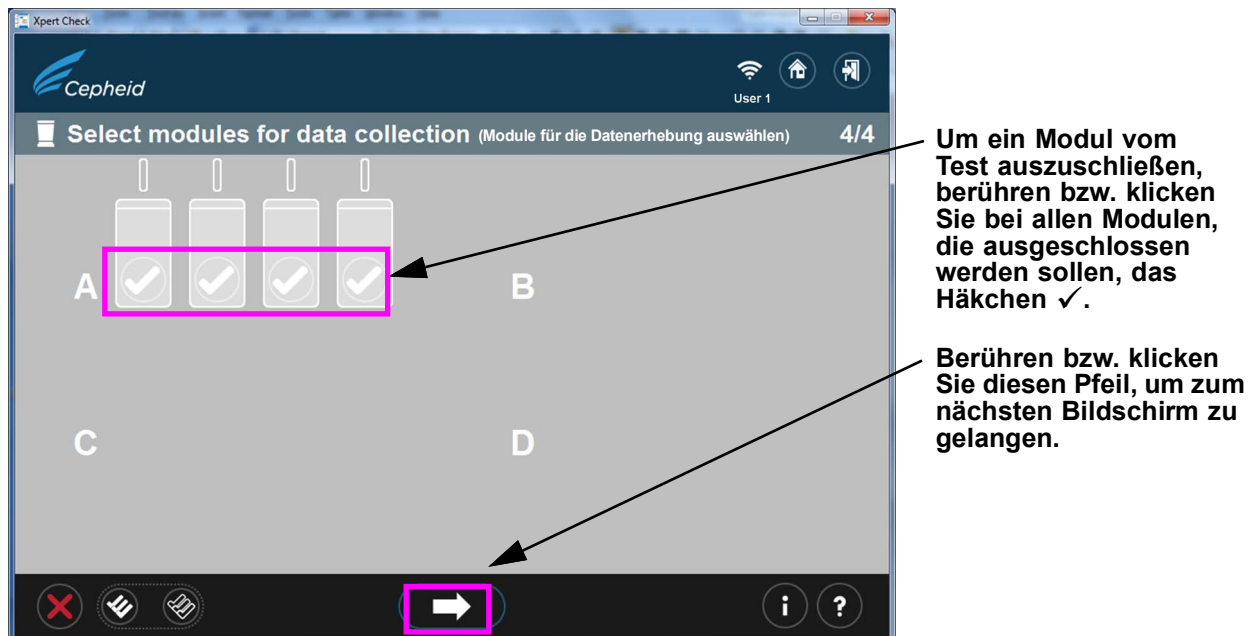 Xpert Check
Cepheid
User 1
Select modules for data collection (Module für die Datenerhebung auswählen) 4/4
A
B
C
D
i ?
Um ein Modul vom
Test auszuschließen,
berühren bzw. klicken
Sie bei allen Modulen,
die ausgeschlossen
werden sollen, das
Häkchen ✓.
Berühren bzw. klicken
Sie diesen Pfeil, um zum
nächsten Bildschirm zu
gelangen.